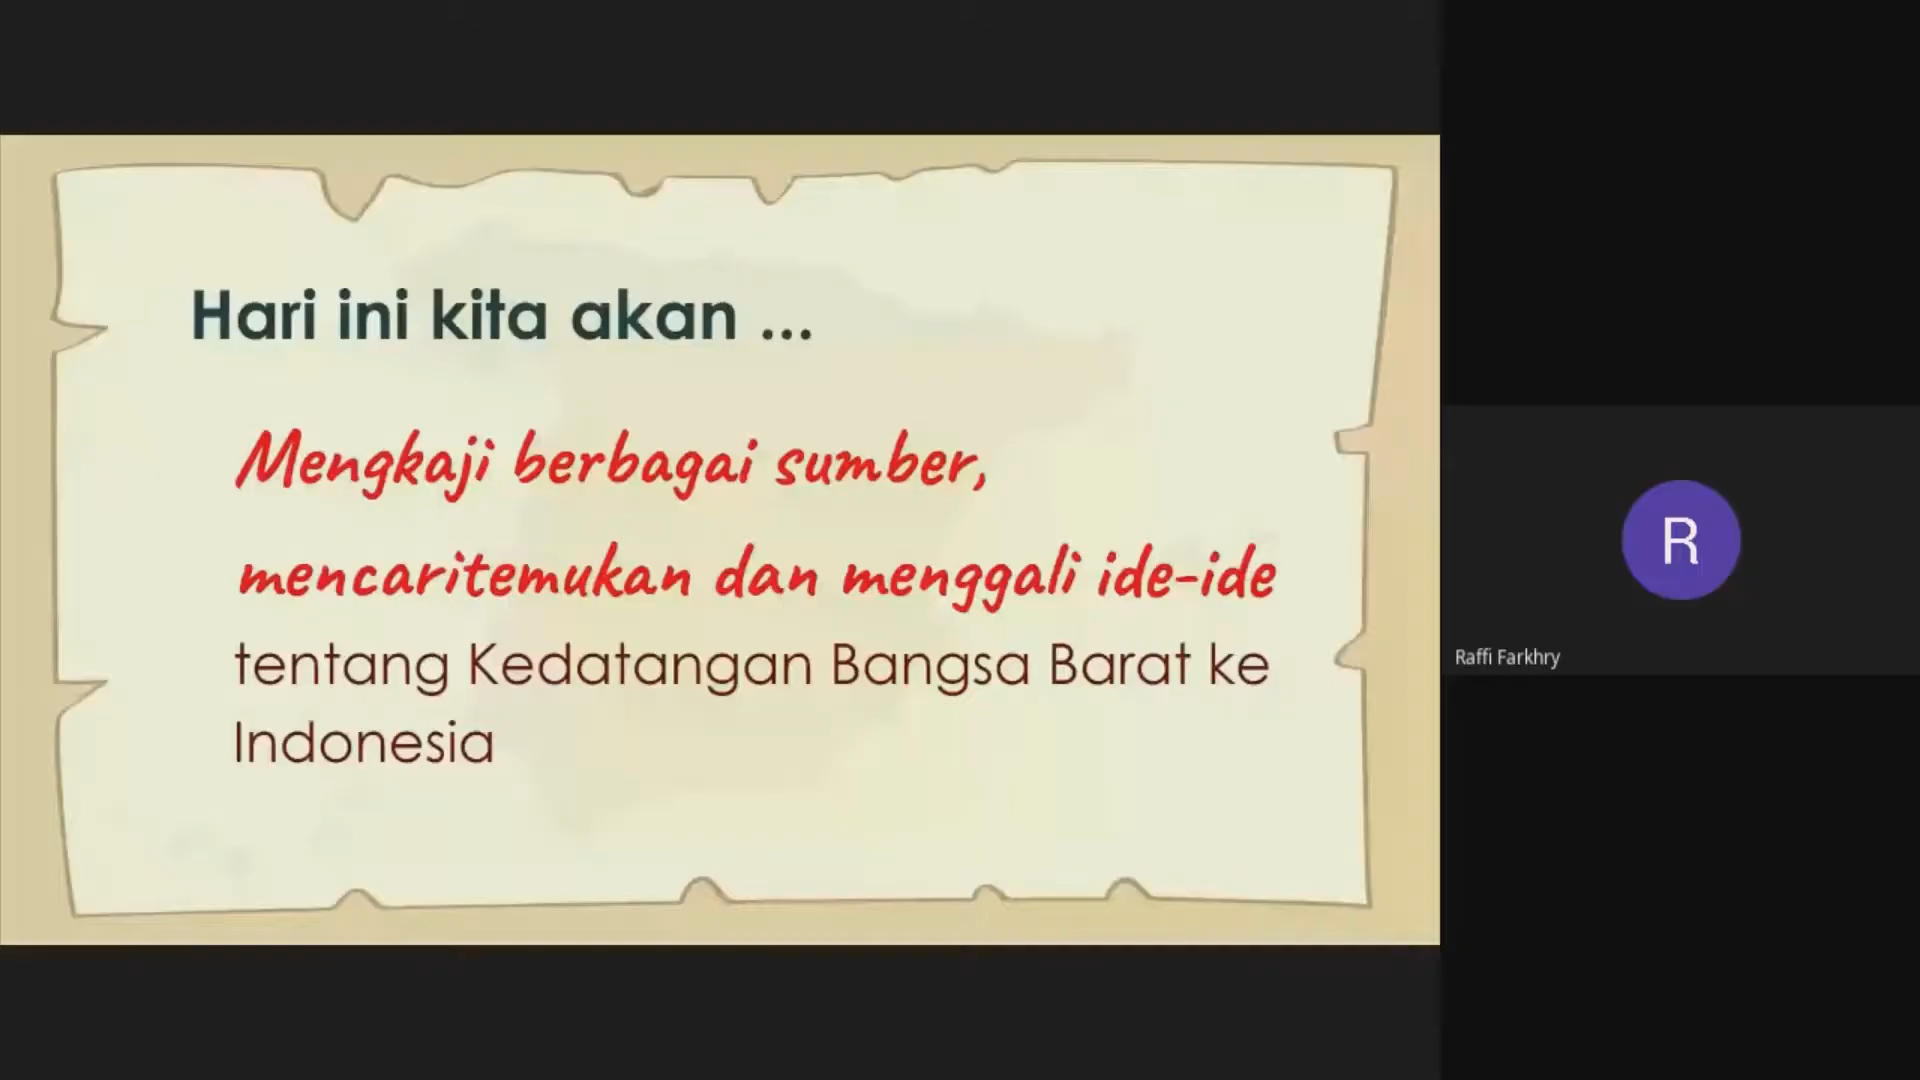 Hari ini kita akan ...
Mengkaji berbagai sumber,
mencaritemukan dan menggali ide-ide
tentang Kedatangan Bangsa Barat ke
Indonesia
R
Raffi Farkhry